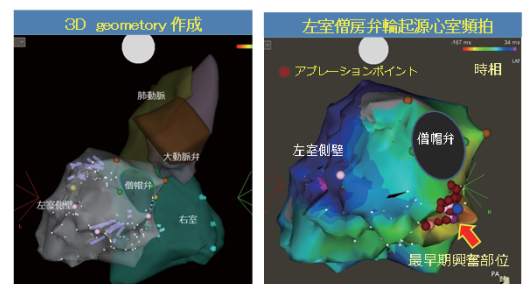 3D geometory 作成
肺動脈
大動脈弁
僧帽弁
左室側壁
右室
左室僧房弁輪起源心室頻拍
-167 ms
34 ms
LAT
アブレーションポイント
時相
僧帽弁
左室側壁
最早期興奮部位
PA